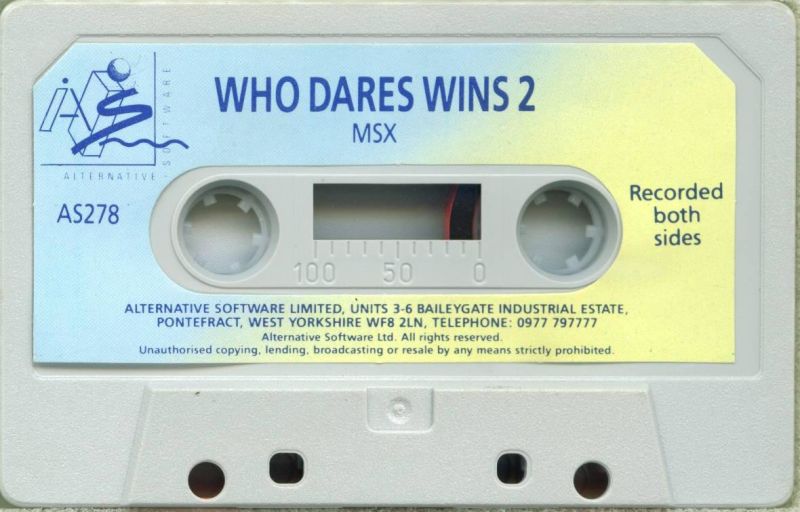 WHO DARES WINS 2
MSX
SOFTWARE
ALTERNATIVE
AS278
Recorded
both
sides
100 50 0
ALTERNATIVE SOFTWARE LIMITED, UNITS 3-6 BAILEYGATE INDUSTRIAL ESTATE,
PONTEFRACT, WEST YORKSHIRE WF8 2LN, TELEPHONE: 0977 797777
Alternative Software Ltd. All rights reserved.
Unauthorised copying, lending, broadcasting or resale by any means strictly prohibited.